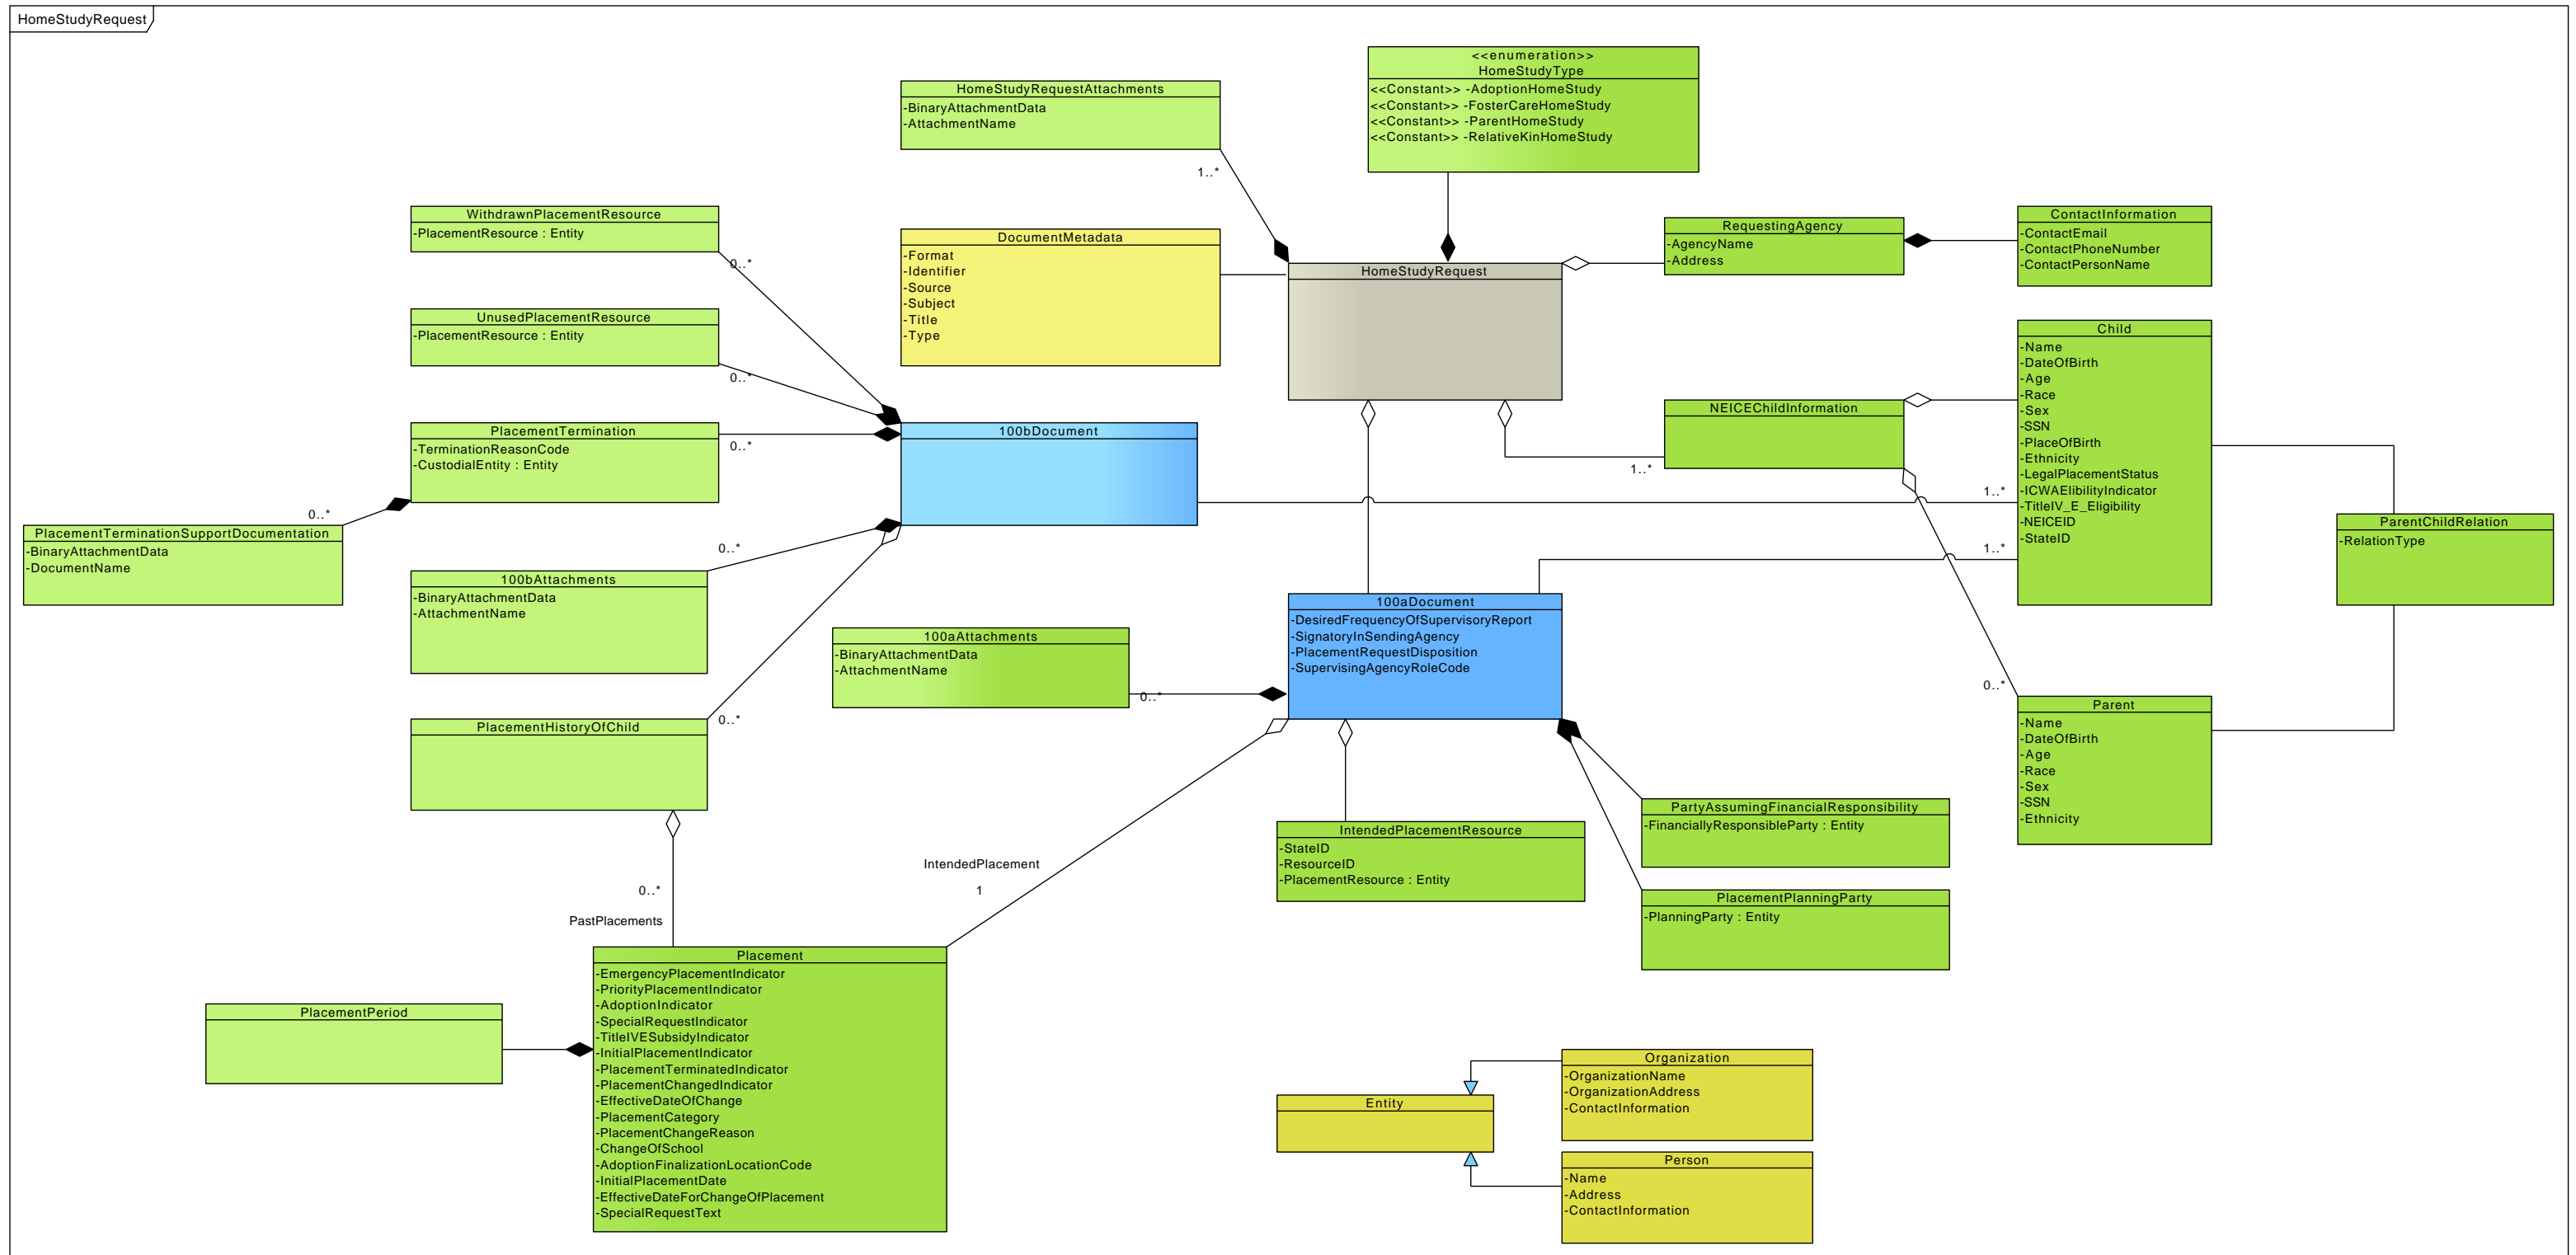 HomeStudyRequest
<<enumeration>>
HomeStudyType
<<Constant>> -AdoptionHomeStudy
<<Constant>> -FosterCareHomeStudy
<<Constant>> -ParentHomeStudy
<<Constant>> -RelativeKinHomeStudy
HomeStudyRequestAttachments
-BinaryAttachmentData
-AttachmentName
1..*
WithdrawnPlacementResource
-PlacementResource : Entity
0..*
DocumentMetadata
-Format
-Identifier
-Source
-Subject
-Title
-Type
HomeStudyRequest
RequestingAgency
-AgencyName
-Address
ContactInformation
-ContactEmail
-ContactPhoneNumber
-ContactPersonName
UnusedPlacementResource
-PlacementResource : Entity
0..*
Child
-Name
-DateOfBirth
-Age
-Race
-Sex
-SSN
-PlaceOfBirth
-Ethnicity
-LegalPlacementStatus
-ICWAElibilityIndicator
-TitleIV_E_Eligibility
-NEICEID
-StateID
NEICEChildInformation
1..*
PlacementTermination
-TerminationReasonCode
-CustodialEntity : Entity
0..*
100bDocument
1..*
0..*
PlacementTerminationSupportDocumentation
-BinaryAttachmentData
-DocumentName
ParentChildRelation
-RelationType
1..*
0..*
100bAttachments
-BinaryAttachmentData
-AttachmentName
100aDocument
-DesiredFrequencyOfSupervisoryReport
-SignatoryInSendingAgency
-PlacementRequestDisposition
-SupervisingAgencyRoleCode
100aAttachments
-BinaryAttachmentData
-AttachmentName
0..*
0..*
Parent
-Name
-DateOfBirth
-Age
-Race
-Sex
-SSN
-Ethnicity
0..*
PlacementHistoryOfChild
PartyAssumingFinancialResponsibility
-FinanciallyResponsibleParty : Entity
IntendedPlacementResource
-StateID
-ResourceID
-PlacementResource : Entity
IntendedPlacement
1
0..*
PastPlacements
PlacementPlanningParty
-PlanningParty : Entity
Placement
-EmergencyPlacementIndicator
-PriorityPlacementIndicator
-AdoptionIndicator
-SpecialRequestIndicator
-TitleIVESubsidyIndicator
-InitialPlacementIndicator
-PlacementTerminatedIndicator
-PlacementChangedIndicator
-EffectiveDateOfChange
-PlacementCategory
-PlacementChangeReason
-ChangeOfSchool
-AdoptionFinalizationLocationCode
-InitialPlacementDate
-EffectiveDateForChangeOfPlacement
-SpecialRequestText
PlacementPeriod
Organization
-OrganizationName
-OrganizationAddress
-ContactInformation
Entity
Person
-Name
-Address
-ContactInformation